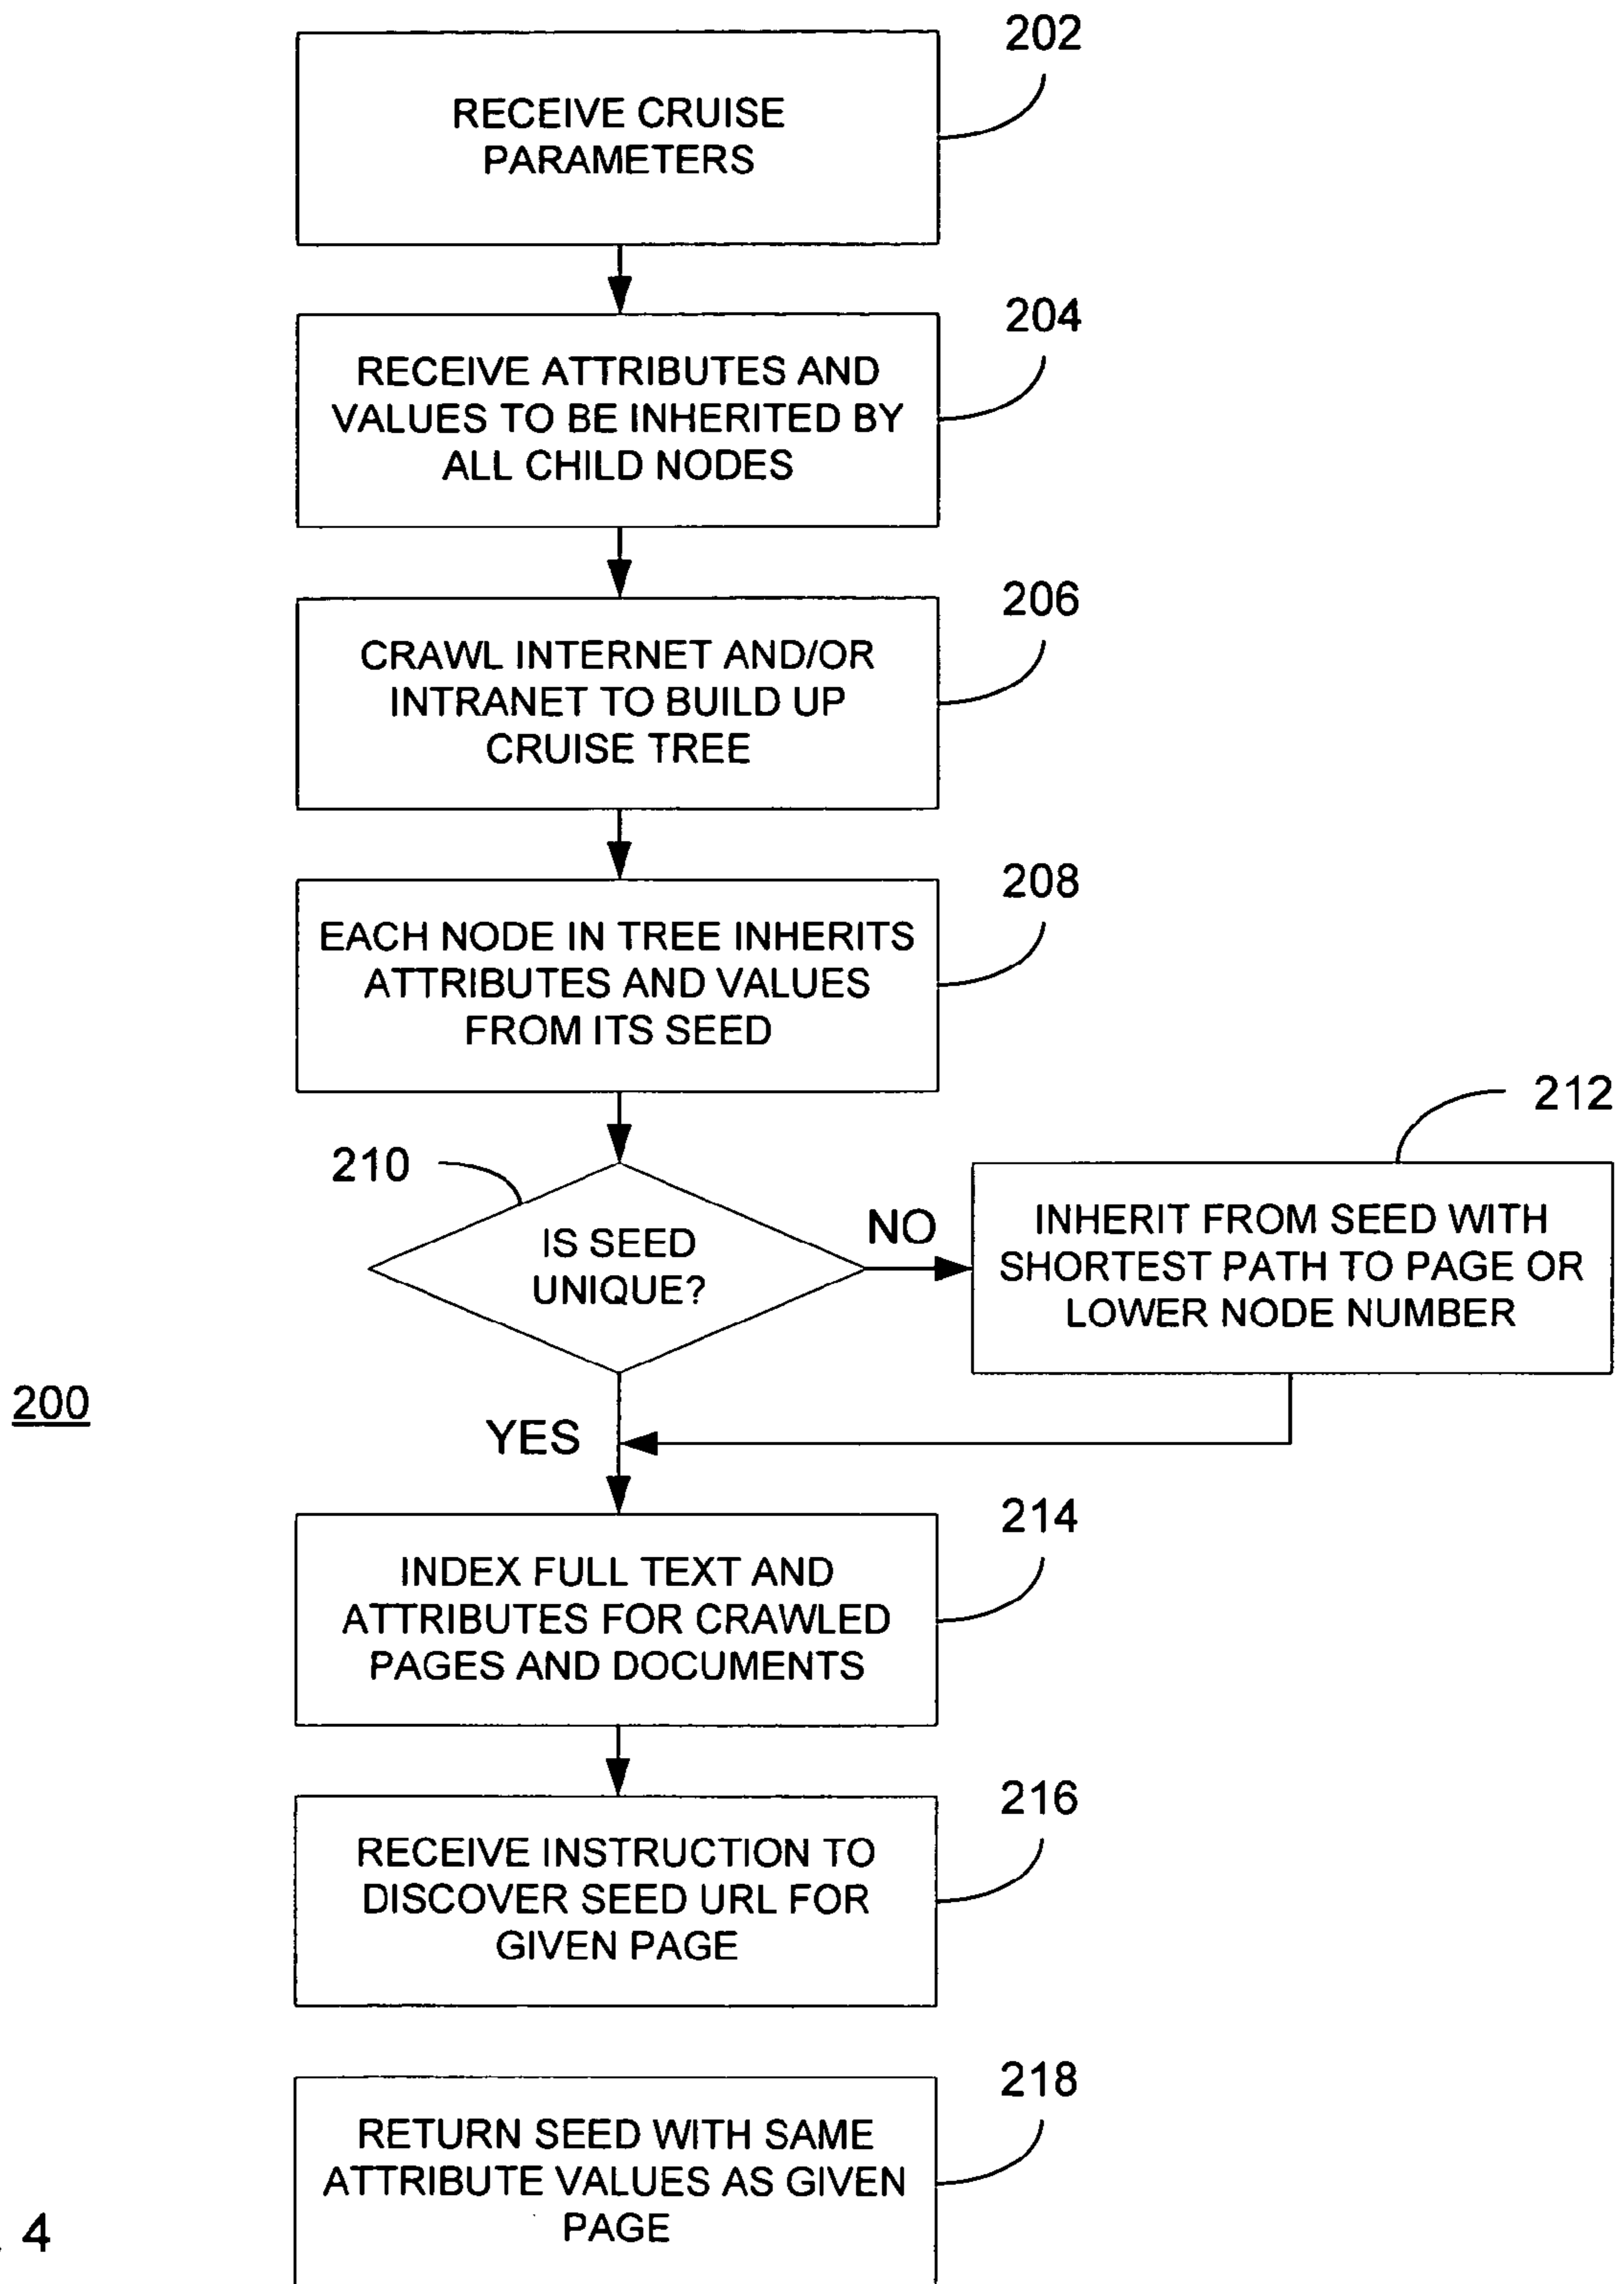 202
RECEIVE CRUISE
PARAMETERS
204
RECEIVE ATTRIBUTES AND
VALUES TO BE INHERITED BY
ALL CHILD NODES
206
CRAWL INTERNET AND/OR
INTRANET TO BUILD UP
CRUISE TREE
208
EACH NODE IN TREE INHERITS
ATTRIBUTES AND VALUES
FROM ITS SEED
210
IS SEED
UNIQUE?
NO
212
INHERIT FROM SEED WITH
SHORTEST PATH TO PAGE OR
LOWER NODE NUMBER
200
YES
214
INDEX FULL TEXT AND
ATTRIBUTES FOR CRAWLED
PAGES AND DOCUMENTS
216
RECEIVE INSTRUCTION TO
DISCOVER SEED URL FOR
GIVEN PAGE
218
RETURN SEED WITH SAME
ATTRIBUTE VALUES AS GIVEN
PAGE
4